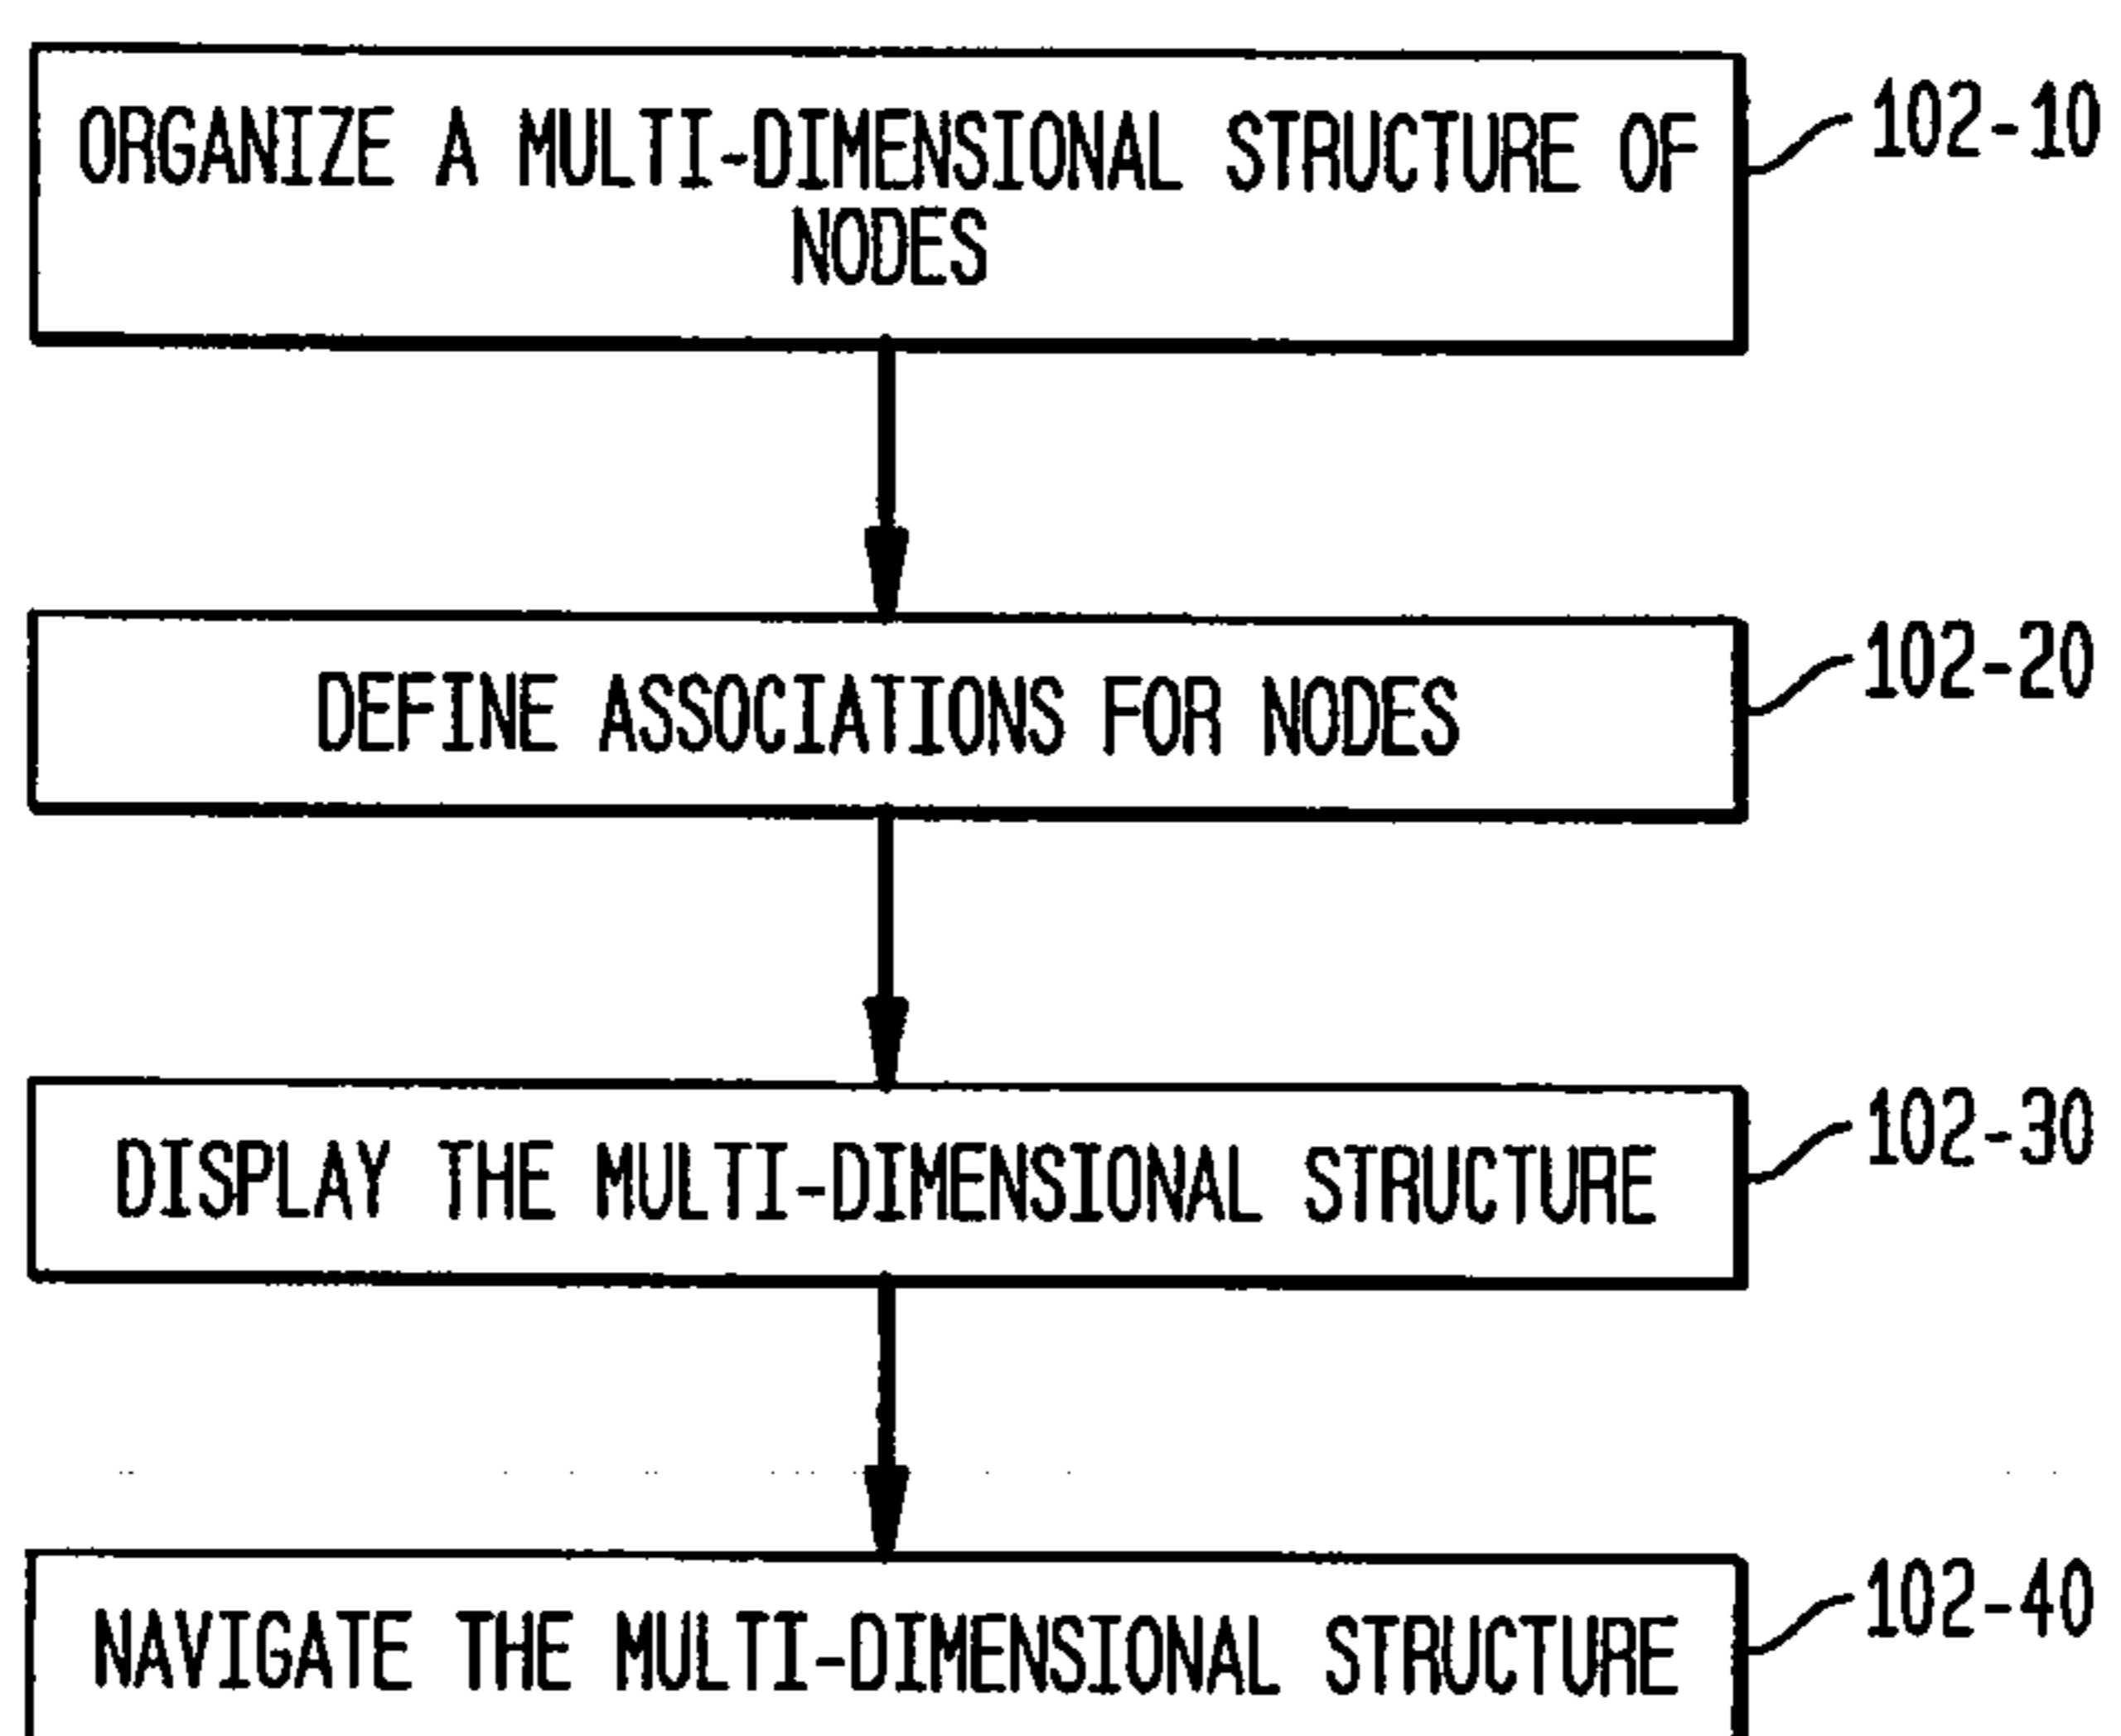 ORGANIZE A MULTI-DIMENSIONAL STRUCTURE OF
NODES
102-10
DEFINE ASSOCIATIONS FOR NODES
102-20
DISPLAY THE MULTI-DIMENSIONAL STRUCTURE
102-30
NAVIGATE THE MULTI-DIMENSIONAL STRUCTURE
102-40